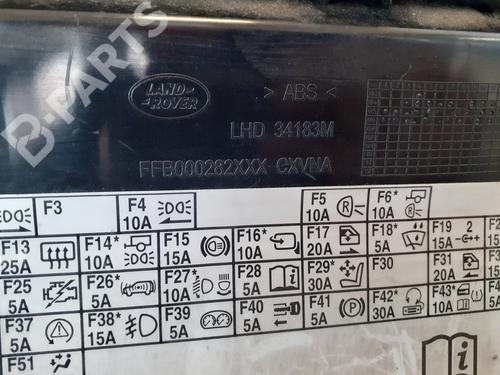 B-PARTS
LAND
ROVER
> ABS <
LHD 34183M
FFB000282XXX CXVNA
F3
F4
10A
F5
10A
R
F6*
10A
F13
25A
F14*
10A
F15
15A
F16*
10A
F17
20A
F18*
5A
F19
15A
2
F25
5A
F26*
5A
F27*
10A
F28
5A
F29*
30A
F30
F31
20A
F37
5A
F38*
15A
F39
5A
F40
5A
F41
5A
P
F42*
30A
F43*
10A
F51